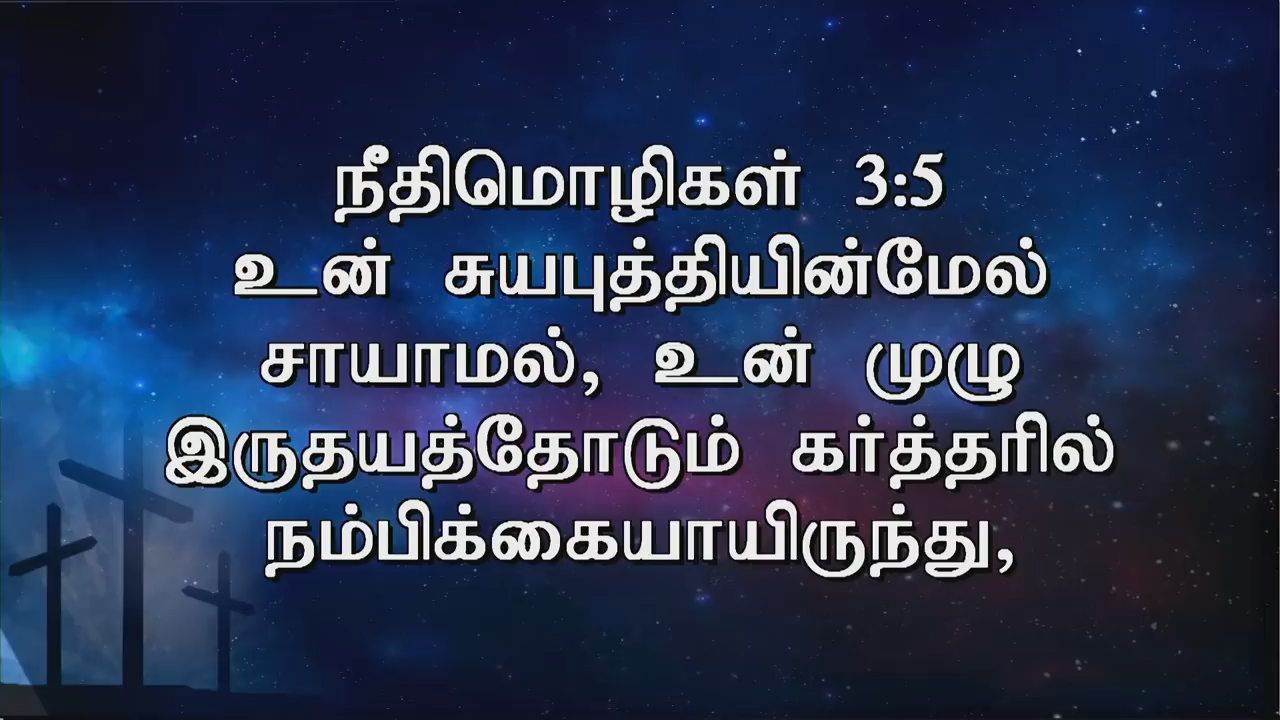 நீதிமொழிகள் 3:5
உன் சுயபுத்தியின்மேல்
சாயாமல், உன் முழு
இருதயத்தோடும் கர்த்தரில்
நம்பிக்கையாயிருந்து,